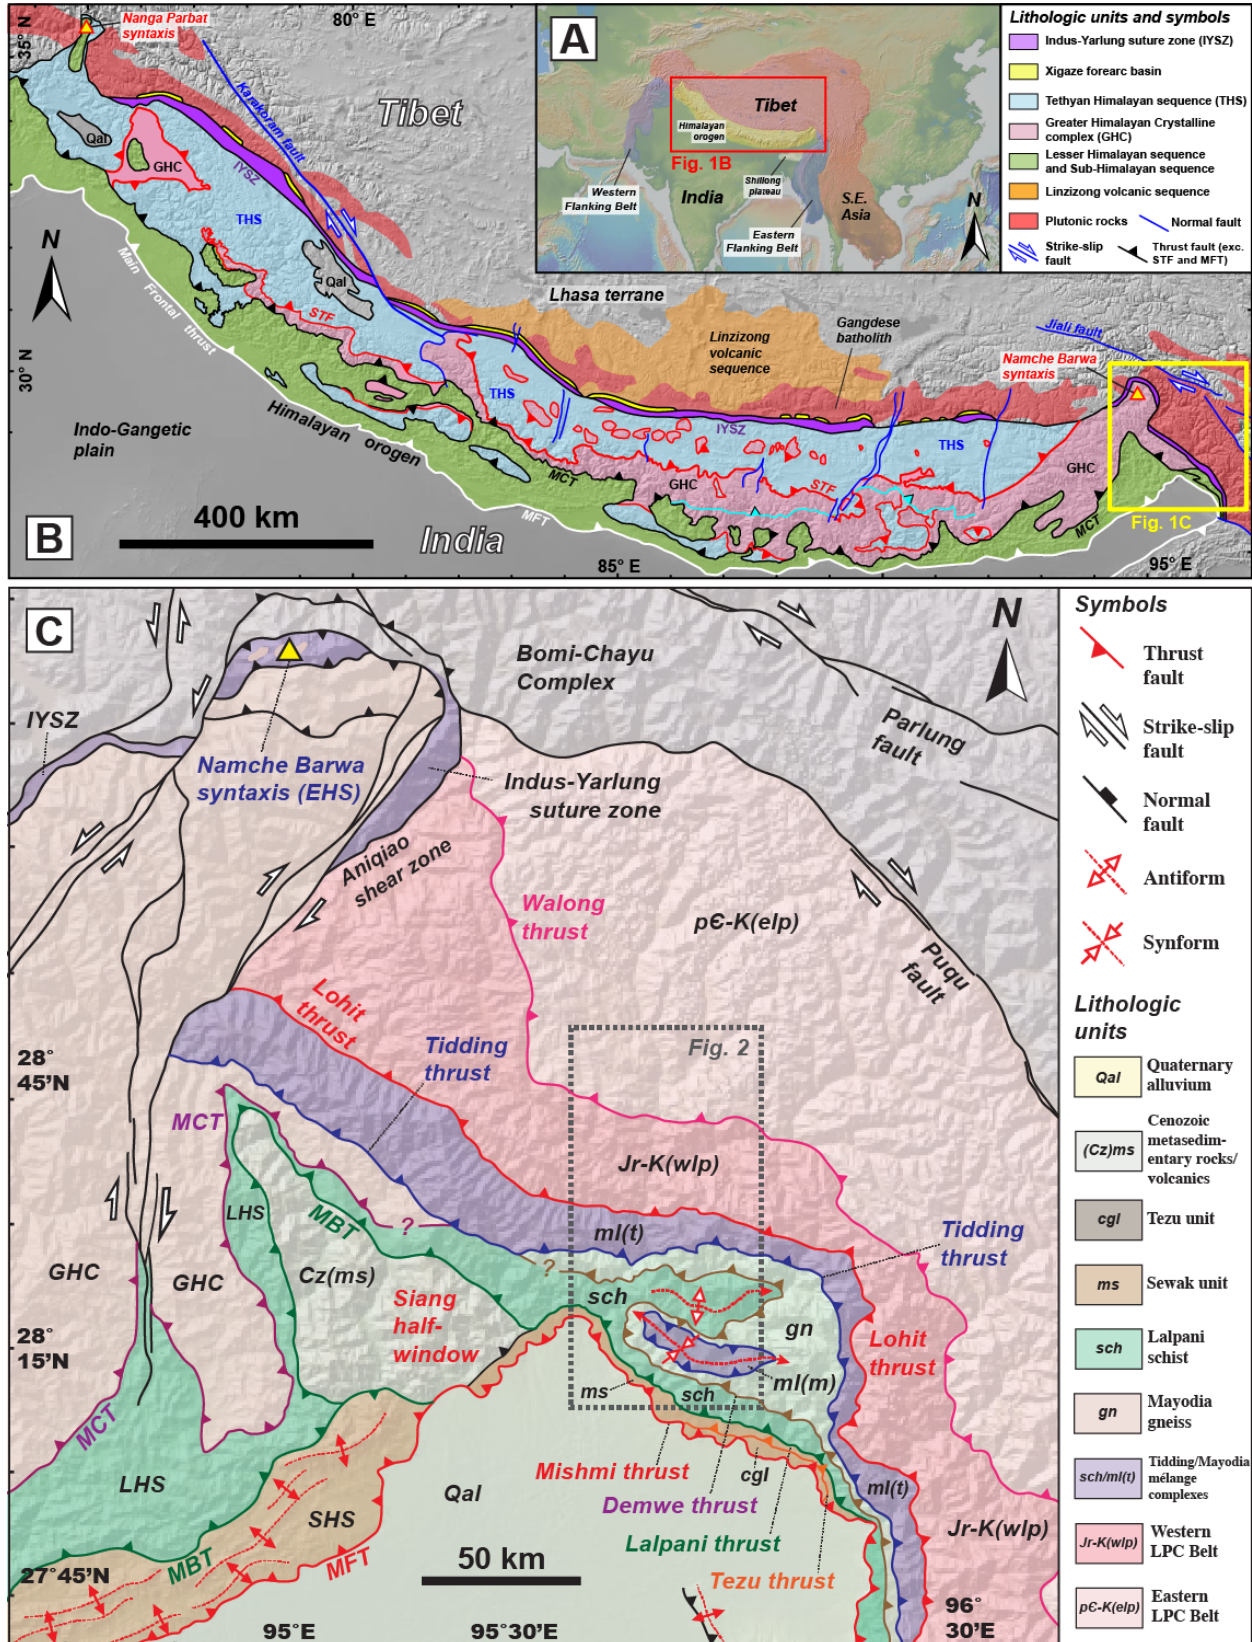 35° N
Nanga Parbat
syntaxis
80° E
Tibet
Karakoram fault
Qal
GHC
IYSZ
THS
Qal
N
Main Frontal thrust
STF
30° N
Indo-Gangetic
plain
Himalayan orogen
B
400 km
India
MFT
MCT
THS
Lhasa terrane
Linzizong
volcanic
sequence
Gangdese
batholith
IYSZ
GHC
STF
THS
85° E
Jiali fault
Namche Barwa
syntaxis
GHC
MCT
Fig. 1C
95° E
A
Tibet
Himalayan
orogen
Fig. 1B
Western
Flanking Belt
India
Shillong
plateau
Eastern
Flanking Belt
S.E.
Asia
N
Lithologic units and symbols
Indus-Yarlung suture zone (IYSZ)
Xigaze forearc basin
Tethyan Himalayan sequence (THS)
Greater Himalayan Crystalline
complex (GHC)
Lesser Himalayan sequence
and Sub-Himalayan sequence
Linzizong volcanic sequence
Plutonic rocks
Normal fault
Strike-slip
fault
Thrust fault (exc.
STF and MFT)
C
N
Bomi-Chayu
Complex
Parlung
fault
IYSZ
Namche Barwa
syntaxis (EHS)
Indus-Yarlung
suture zone
Aniqiao
shear zone
Walong
thrust
pЄ-K(elp)
Puqu
fault
Lohit
thrust
Tidding
thrust
Fig. 2
28°
45'N
MCT
Jr-K(wlp)
LHS
MBT
?
ml(t)
Tidding
thrust
GHC
GHC
Cz(ms)
?
sch
Siang
half-
window
gn
28°
15'N
Lohit
thrust
ml(m)
ms
sch
MCT
Mishmi thrust
cgl
LHS
Qal
Demwe thrust
ml(t)
SHS
Lalpani thrust
Jr-K(wlp)
MBT
MFT
50 km
Tezu thrust
27°45'N
95°E
95°30'E
96°
30'E
Symbols
Thrust
fault
Strike-slip
fault
Normal
fault
Antiform
Synform
Lithologic
units
Qal
Quaternary
alluvium
(Cz)ms
Cenozoic
metasedim-
entary rocks/
volcanics
cgl
Tezu unit
ms
Sewak unit
sch
Lalpani
schist
gn
Mayodia
gneiss
sch/ml(t)
Tidding/Mayodia
mélange
complexes
Jr-K(wlp)
Western
LPC Belt
pЄ-K(elp)
Eastern
LPC Belt